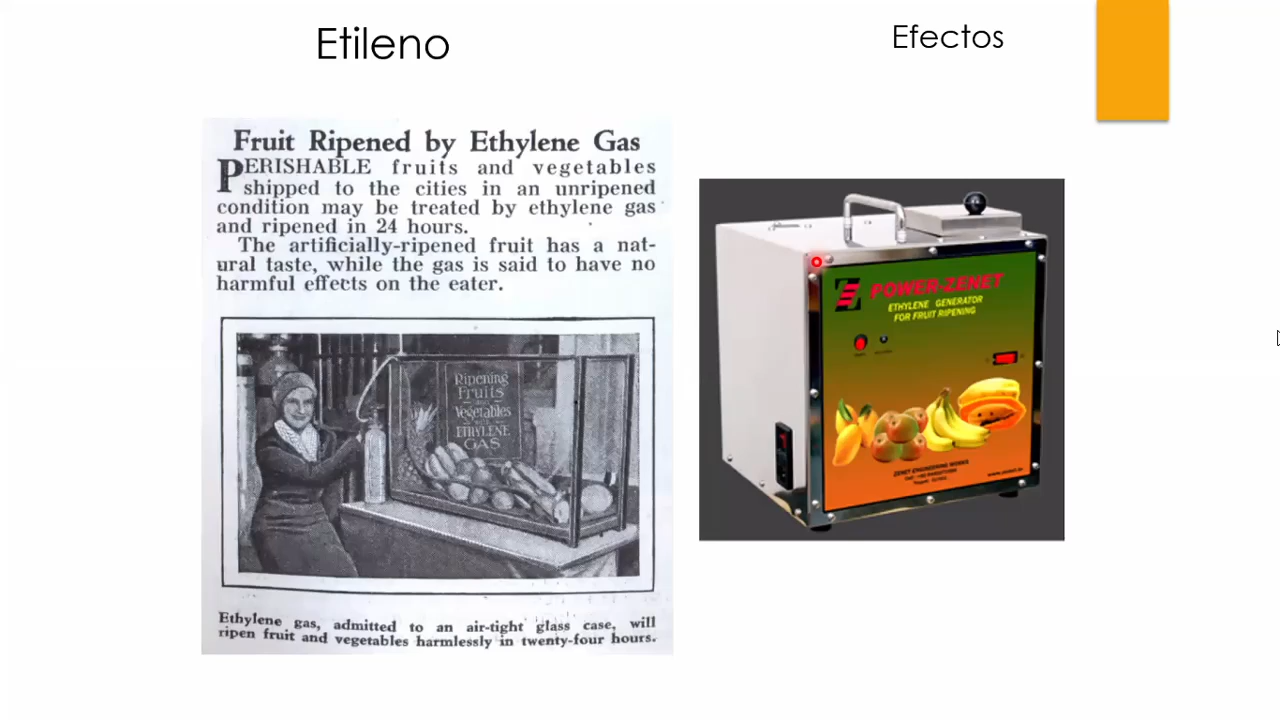 Etileno
Efectos
Fruit Ripened by Ethylene Gas
PERISHABLE fruits and vegetables
shipped to the cities in an unripened
condition may be treated by ethylene gas
and ripened in 24 hours.
The artificially-ripened fruit has a nat-
ural taste, while the gas is said to have no
harmful effects on the eater.
Ripening
Fruits
Vegetables
ETHYLENE
GAS
Ethylene gas, admitted to an air-tight glass case, will
ripen fruit and vegetables harmlessly in twenty-four hours.
POWER-ZENET
ETHYLENE GENERATOR
FOR FRUIT RIPENING
ZENET ENGINEERING WORKS